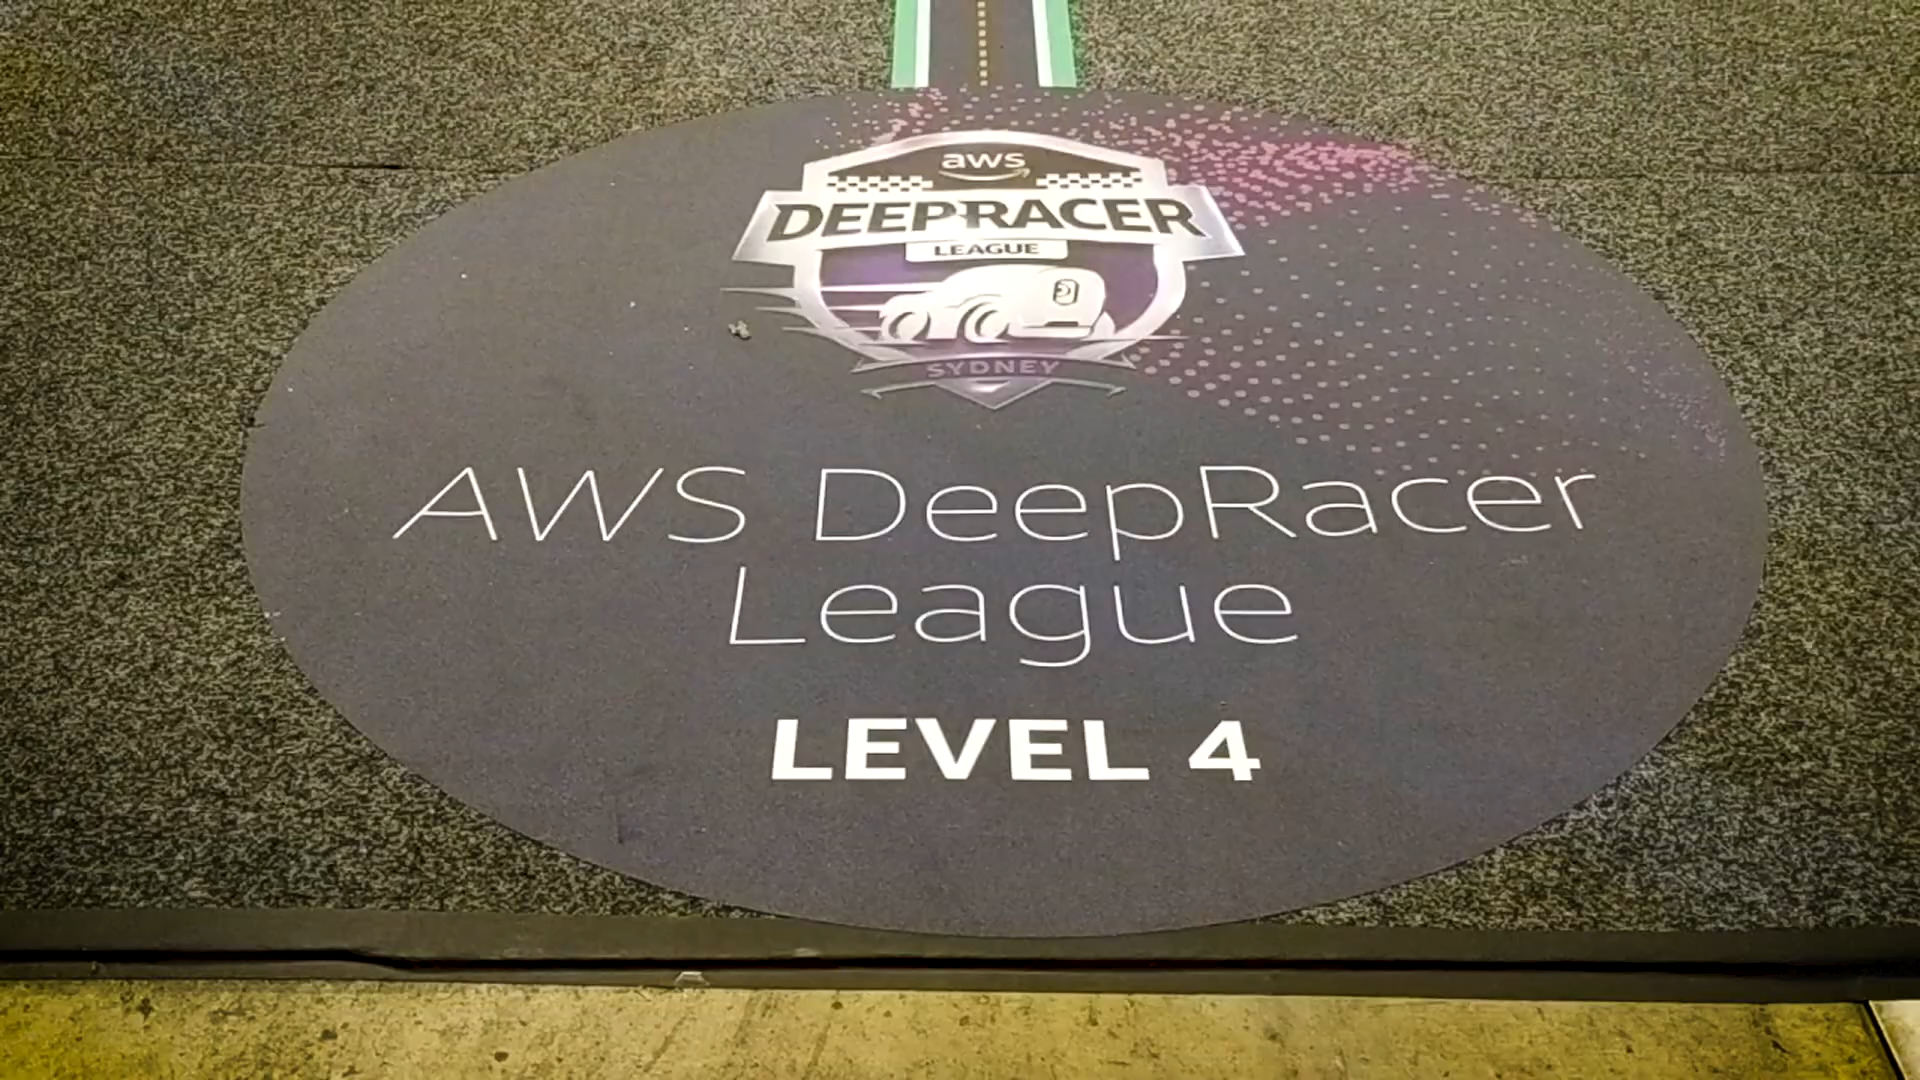 aws
DEEPRACER
LEAGUE
SYDNEY
AWS DeepRacer
League
LEVEL 4